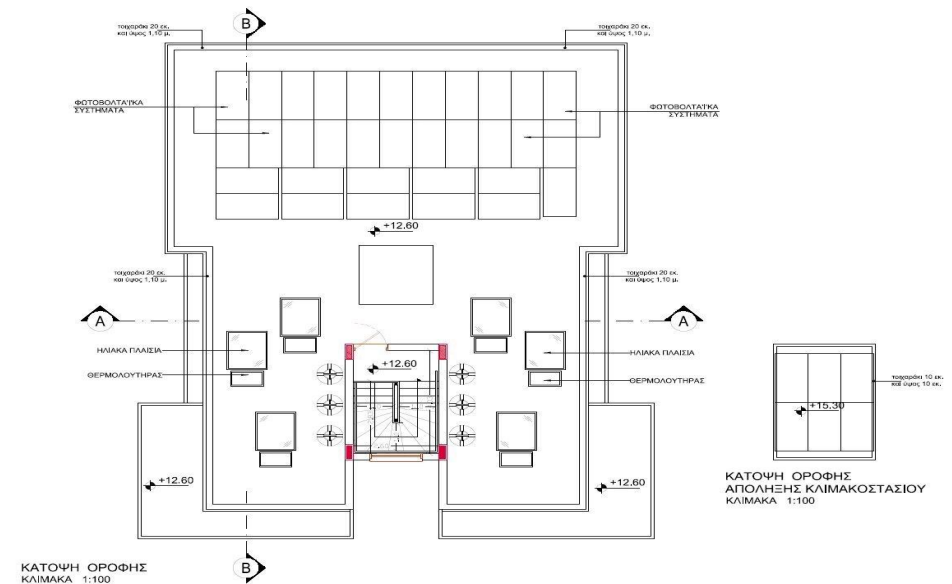 B
τοιχαράκι 20 εκ.
και ύψος 1,10 μ.
τοιχαράκι 20 εκ.
και ύψος 1,10 μ.
ΦΩΤΟΒΟΛΤΑΪΚΑ
ΣΥΣΤΗΜΑΤΑ
ΦΩΤΟΒΟΛΤΑΪΚΑ
ΣΥΣΤΗΜΑΤΑ
+12.60
τοιχαράκι 20 εκ.
και ύψος 1,10 μ.
τοιχαράκι 20 εκ.
και ύψος 1,10 μ.
A
A
ΗΛΙΑΚΑ ΠΛΑΙΣΙΑ
ΗΛΙΑΚΑ ΠΛΑΙΣΙΑ
+12.60
ΘΕΡΜΟΛΟΥΤΗΡΑΣ
ΘΕΡΜΟΛΟΥΤΗΡΑΣ
τοιχαράκι 10 εκ.
και ύψος 10 εκ.
+15.30
ΚΑΤΟΨΗ ΟΡΟΦΗΣ
ΑΠΟΛΗΞΗΣ ΚΛΙΜΑΚΟΣΤΑΣΙΟΥ
ΚΛΙΜΑΚΑ 1:100
+12.60
+12.60
B
ΚΑΤΟΨΗ ΟΡΟΦΗΣ
ΚΛΙΜΑΚΑ 1:100